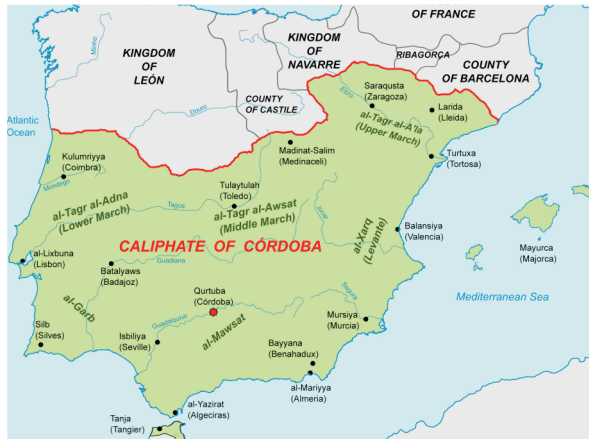 OF FRANCE
KINGDOM
OF
LEÓN
KINGDOM
OF
NAVARRE
RIBAGORÇA
COUNTY
OF BARCELONA
COUNTY
OF CASTILE
Minho
Douro
Ebro
Atlantic
Ocean
Saraqusta
(Zaragoza)
Larida
(Lleida)
al-Tagr al-A'la
(Upper March)
Madinat-Salim
(Medinaceli)
Turtuxa
(Tortosa)
Kulumriyya
(Coimbra)
Mondego
Tulaytulah
(Toledo)
Tagus
al-Tagr al-Adna
(Lower March)
al-Tagr al-Awsat
(Middle March)
Júcar
al-Xarq
(Levante)
Balansiya
(Valencia)
Mayurca
(Majorca)
CALIPHATE OF CÓRDOBA
al-Lixbuna
(Lisbon)
Batalyaws
(Badajoz)
Guadiana
Mediterranean Sea
Qurtuba
(Córdoba)
Segura
al-Garb
Guadalquivir
al-Mawsat
Mursiya
(Murcia)
Silb
(Silves)
Isbiliya
(Seville)
Bayyana
(Benahadux)
al-Mariyya
(Almeria)
al-Yazirat
(Algeciras)
Tanja
(Tangier)